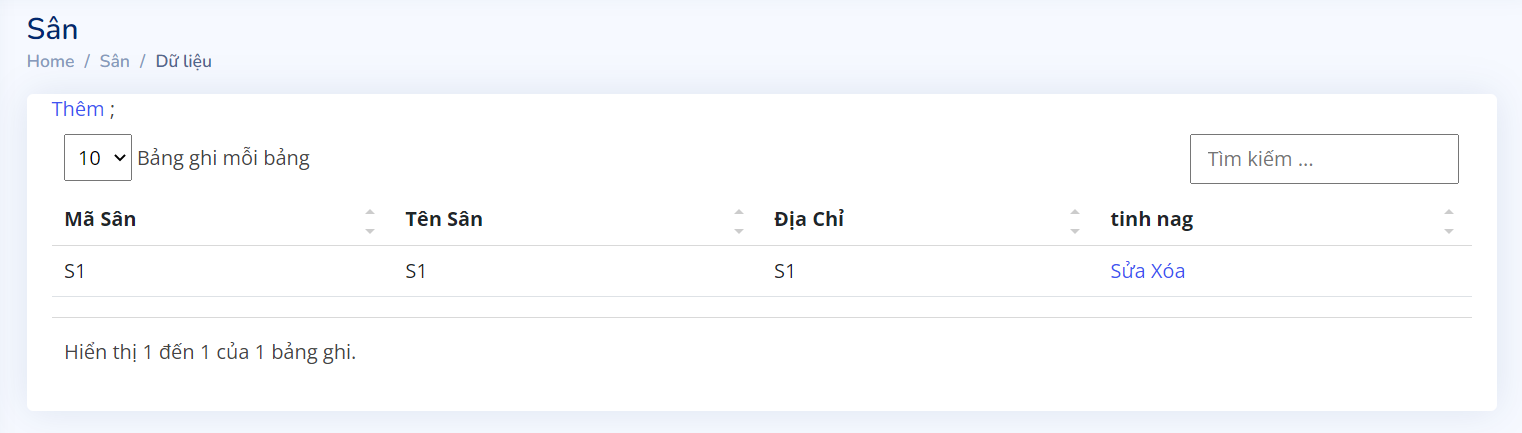 Sân
Home / Sân / Dữ liệu
Thêm ;
10 Bảng ghi mỗi bảng
Tìm kiếm ...
Mã Sân Tên Sân Địa Chỉ tinh nag
S1 S1 S1 Sửa Xóa
Hiển thị 1 đến 1 của 1 bảng ghi.